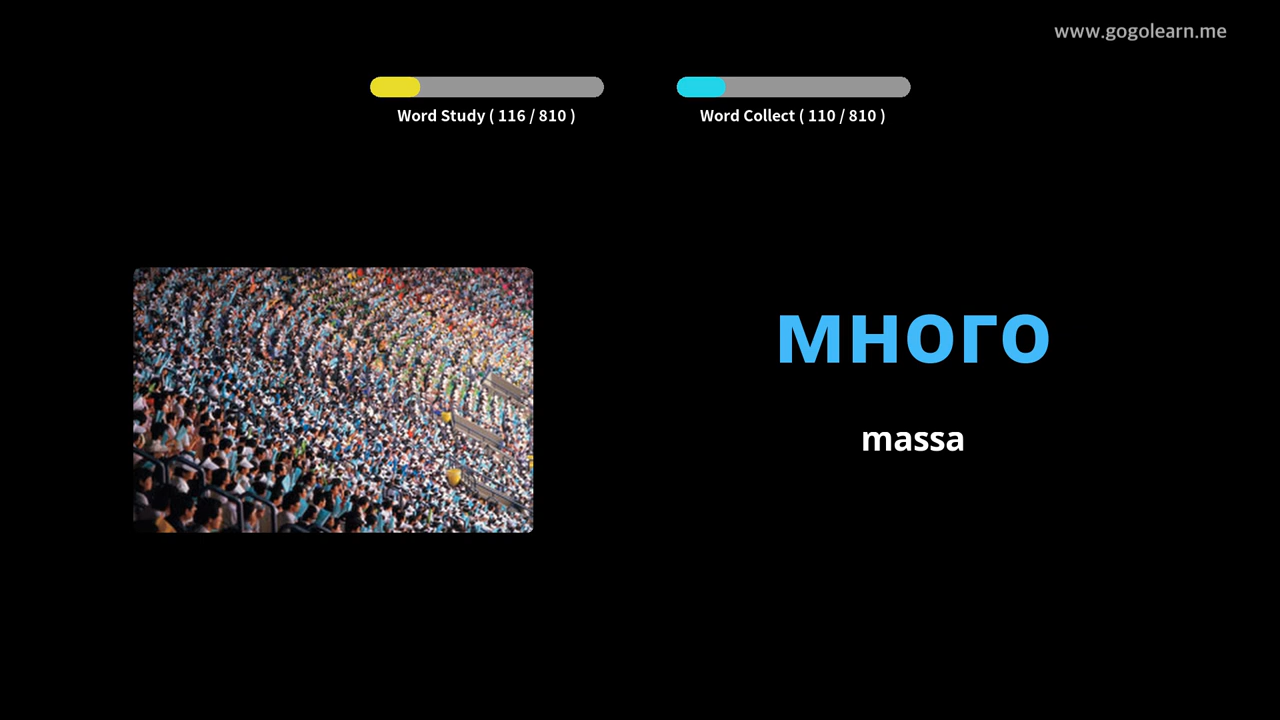 www.gogolearn.me
Word Study ( 116 / 810 )
Word Collect ( 110 / 810 )
много
massa